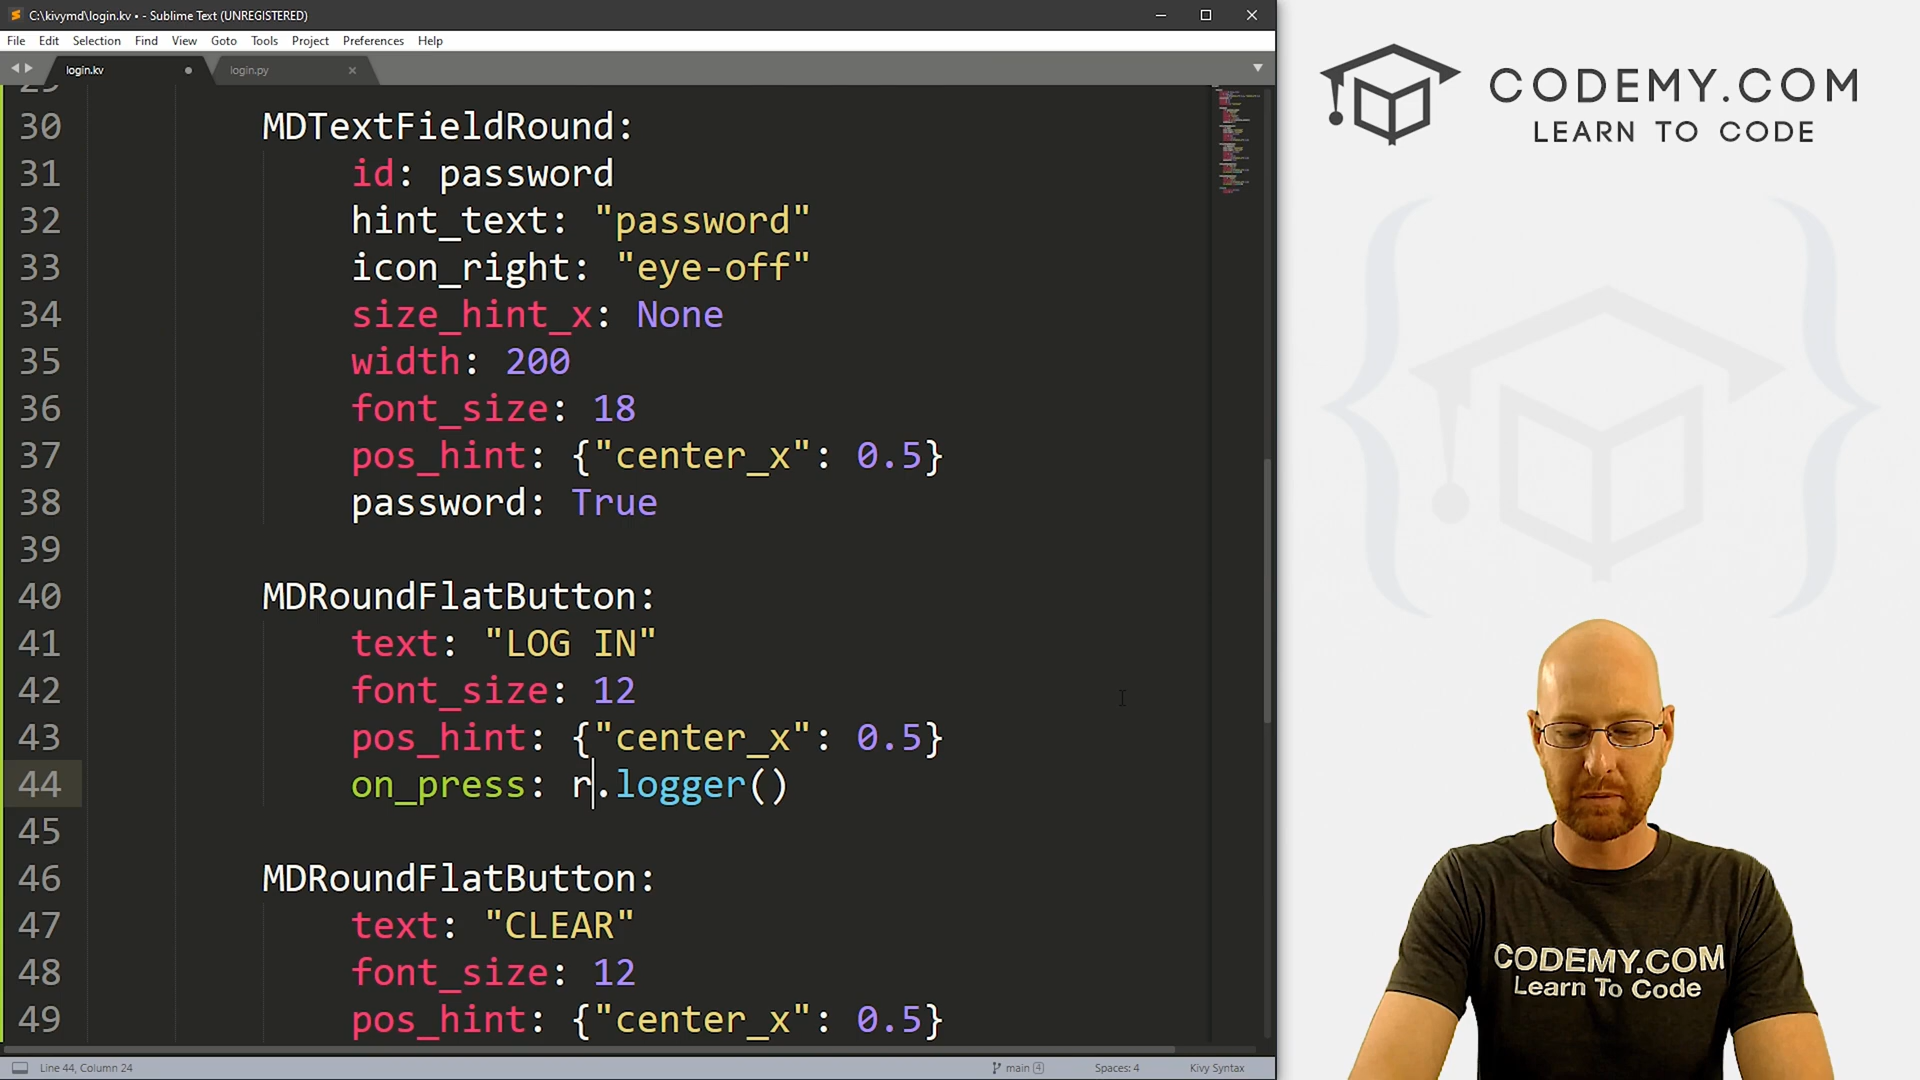 C:\kivymd\login.kv • - Sublime Text (UNREGISTERED)
File Edit Selection Find View Goto Tools Project Preferences Help
login.kv login.py
29
30 MDTextFieldRound:
31 id: password
32 hint_text: "password"
33 icon_right: "eye-off"
34 size_hint_x: None
35 width: 200
36 font_size: 18
37 pos_hint: {"center_x": 0.5}
38 password: True
39
40 MDRoundFlatButton:
41 text: "LOG IN"
42 font_size: 12
43 pos_hint: {"center_x": 0.5}
44 on_press: r.logger()
45
46 MDRoundFlatButton:
47 text: "CLEAR"
48 font_size: 12
49 pos_hint: {"center_x": 0.5}
Line 44, Column 24 main 4 Spaces: 4 Kivy Syntax
CODEMY.COM
LEARN TO CODE
CODEMY.COM
Learn To Code